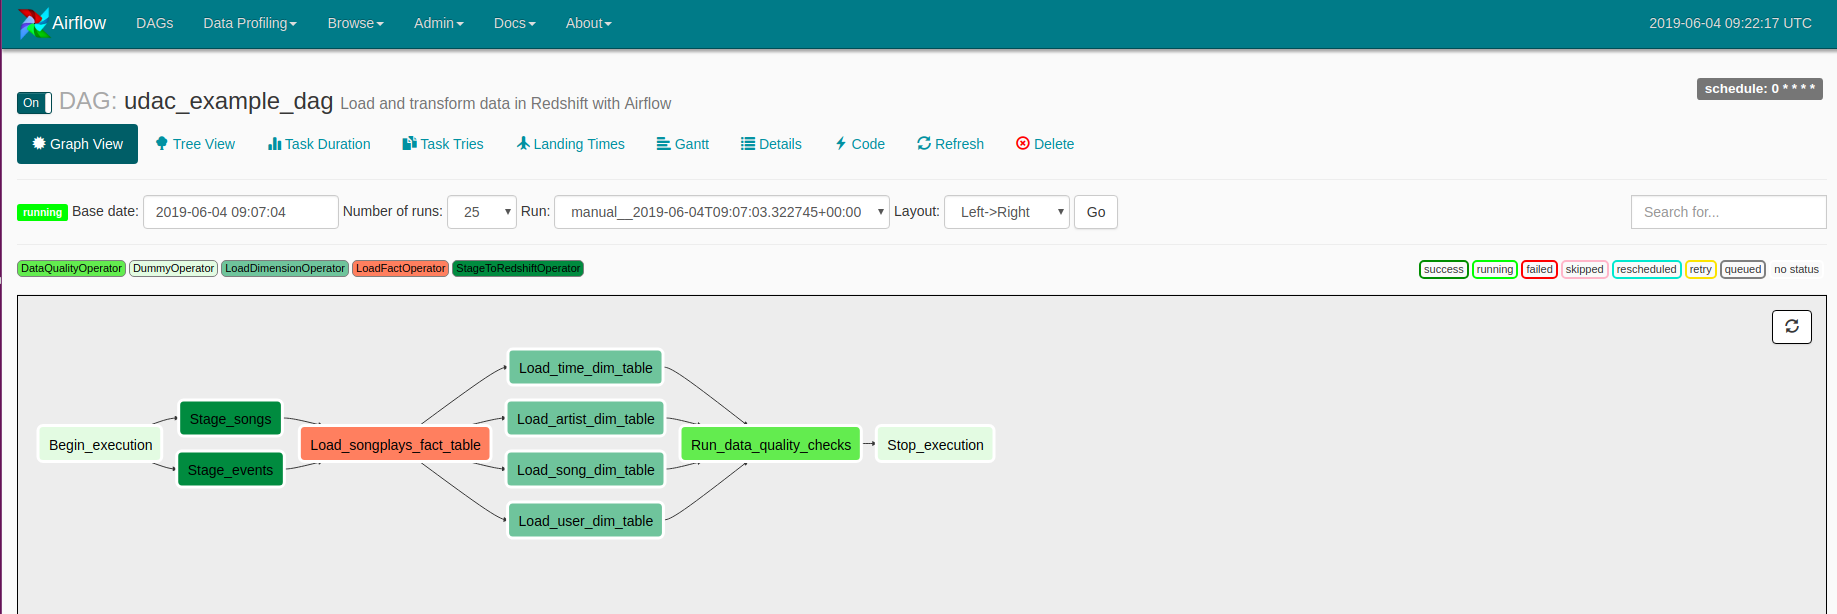 Airflow DAGs Data Profiling Browse Admin Docs About 2019-06-04 09:22:17 UTC
schedule: 0 * * * *
On DAG: udac_example_dag Load and transform data in Redshift with Airflow
Graph View Tree View Task Duration Task Tries Landing Times Gantt Details Code Refresh Delete
running Base date: 2019-06-04 09:07:04 Number of runs: 25 Run: manual__2019-06-04T09:07:03.322745+00:00 Layout: Left->Right Go Search for...
DataQualityOperator DummyOperator LoadDimensionOperator LoadFactOperator StageToRedshiftOperator success running failed skipped rescheduled retry queued no status
Load_time_dim_table
Stage_songs Load_artist_dim_table
Begin_execution Load_songplays_fact_table Run_data_quality_checks Stop_execution
Stage_events Load_song_dim_table
Load_user_dim_table